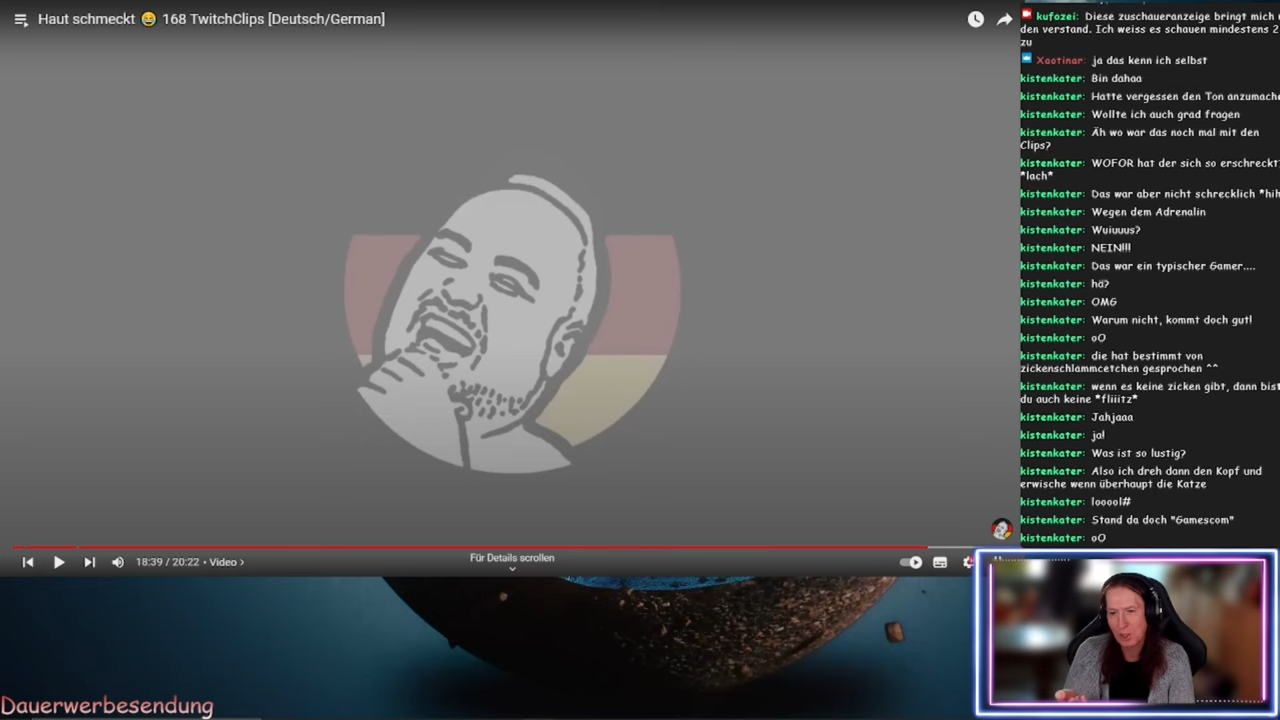 Haut schmeckt 😂 168 TwitchClips [Deutsch/German]
kufozei: Diese zuschaueranzeige bringt mich
den verstand. Ich weiss es schauen mindestens 2
zu
Xaotinar: ja das kenn ich selbst
kistenkater: Bin dahaa
kistenkater: Hatte vergessen den Ton anzumache
kistenkater: Wollte ich auch grad fragen
kistenkater: Äh wo war das noch mal mit den
Clips?
kistenkater: WOFOR hat der sich so erschreckt
*lach*
kistenkater: Das war aber nicht schrecklich *hih
kistenkater: Wegen dem Adrenalin
kistenkater: Wuiuuus?
kistenkater: NEIN!!!
kistenkater: Das war ein typischer Gamer....
kistenkater: hä?
kistenkater: OMG
kistenkater: Warum nicht, kommt doch gut!
kistenkater: oO
kistenkater: die hat bestimmt von
zickenschlammcetchen gesprochen ^^
kistenkater: wenn es keine zicken gibt, dann bist
du auch keine *fliiitz*
kistenkater: Jahjaaa
kistenkater: ja!
kistenkater: Was ist so lustig?
kistenkater: Also ich dreh dann den Kopf und
erwische wenn überhaupt die Katze
kistenkater: looool#
kistenkater: Stand da doch "Gamescom"
kistenkater: oO
18:39 / 20:22 • Video ›
Für Details scrollen
Dauerwerbesendung